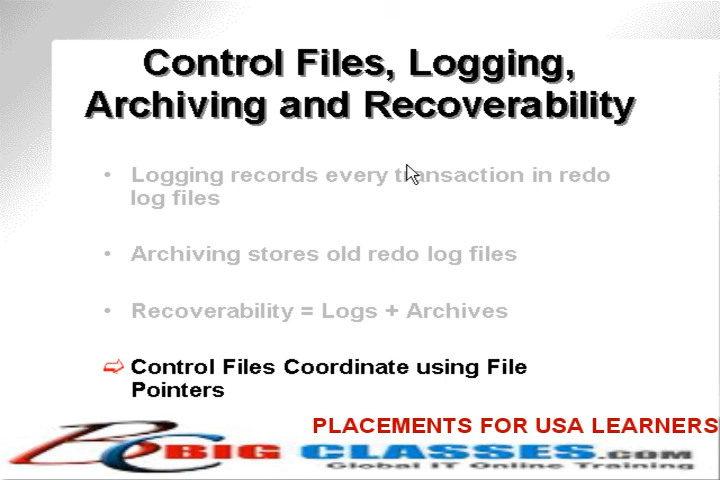 Control Files, Logging,
Archiving and Recoverability
• Logging records every transaction in redo
log files
• Archiving stores old redo log files
• Recoverability = Logs + Archives
➪ Control Files Coordinate using File
Pointers
PLACEMENTS FOR USA LEARNERS
BC BIG CLASSES.COM
Global IT Online Training